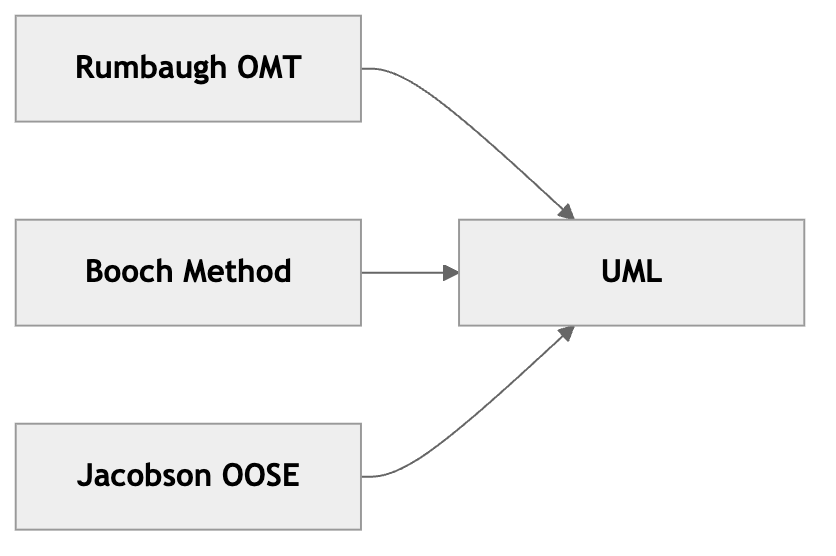 Rumbaugh OMT
Booch Method
UML
Jacobson OOSE